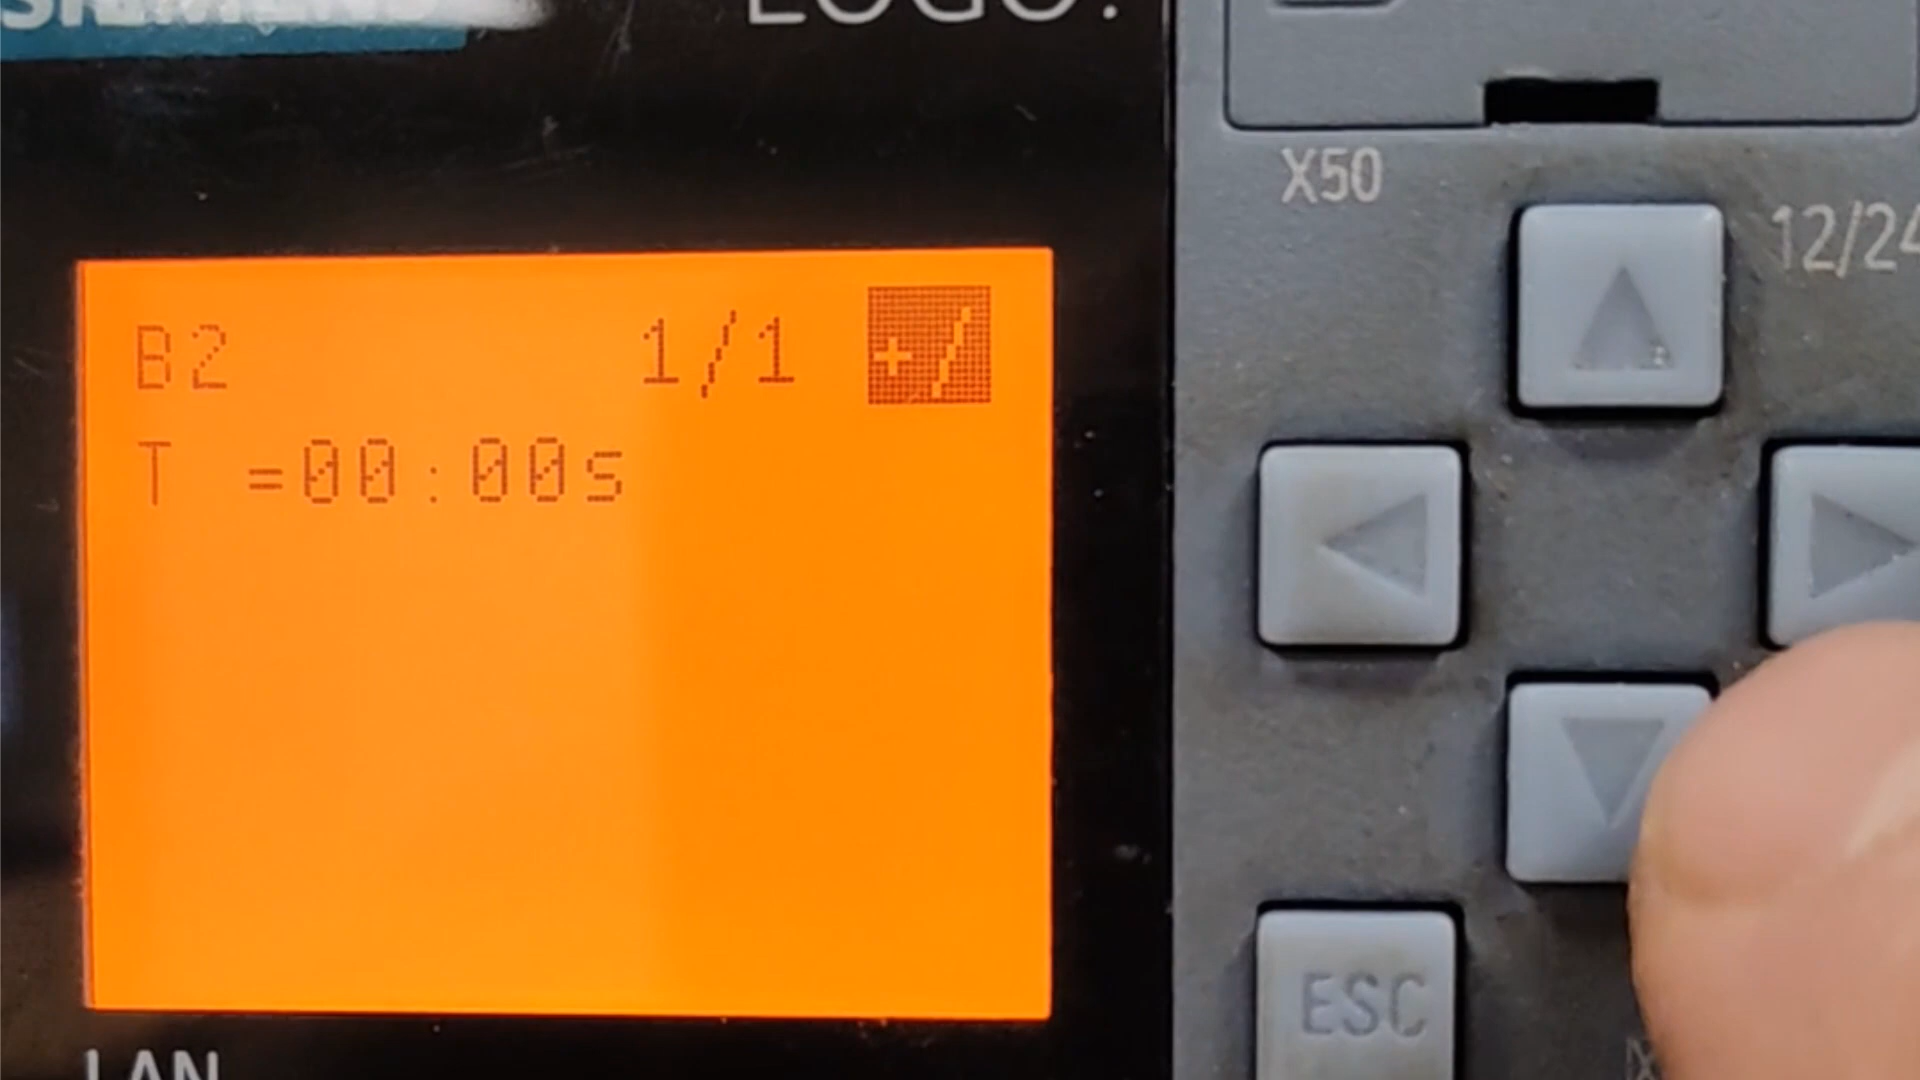 SIEMENS
LOGO!
X50
12/24
B2 1/1 +/
T =00:00s
ESC
LAN